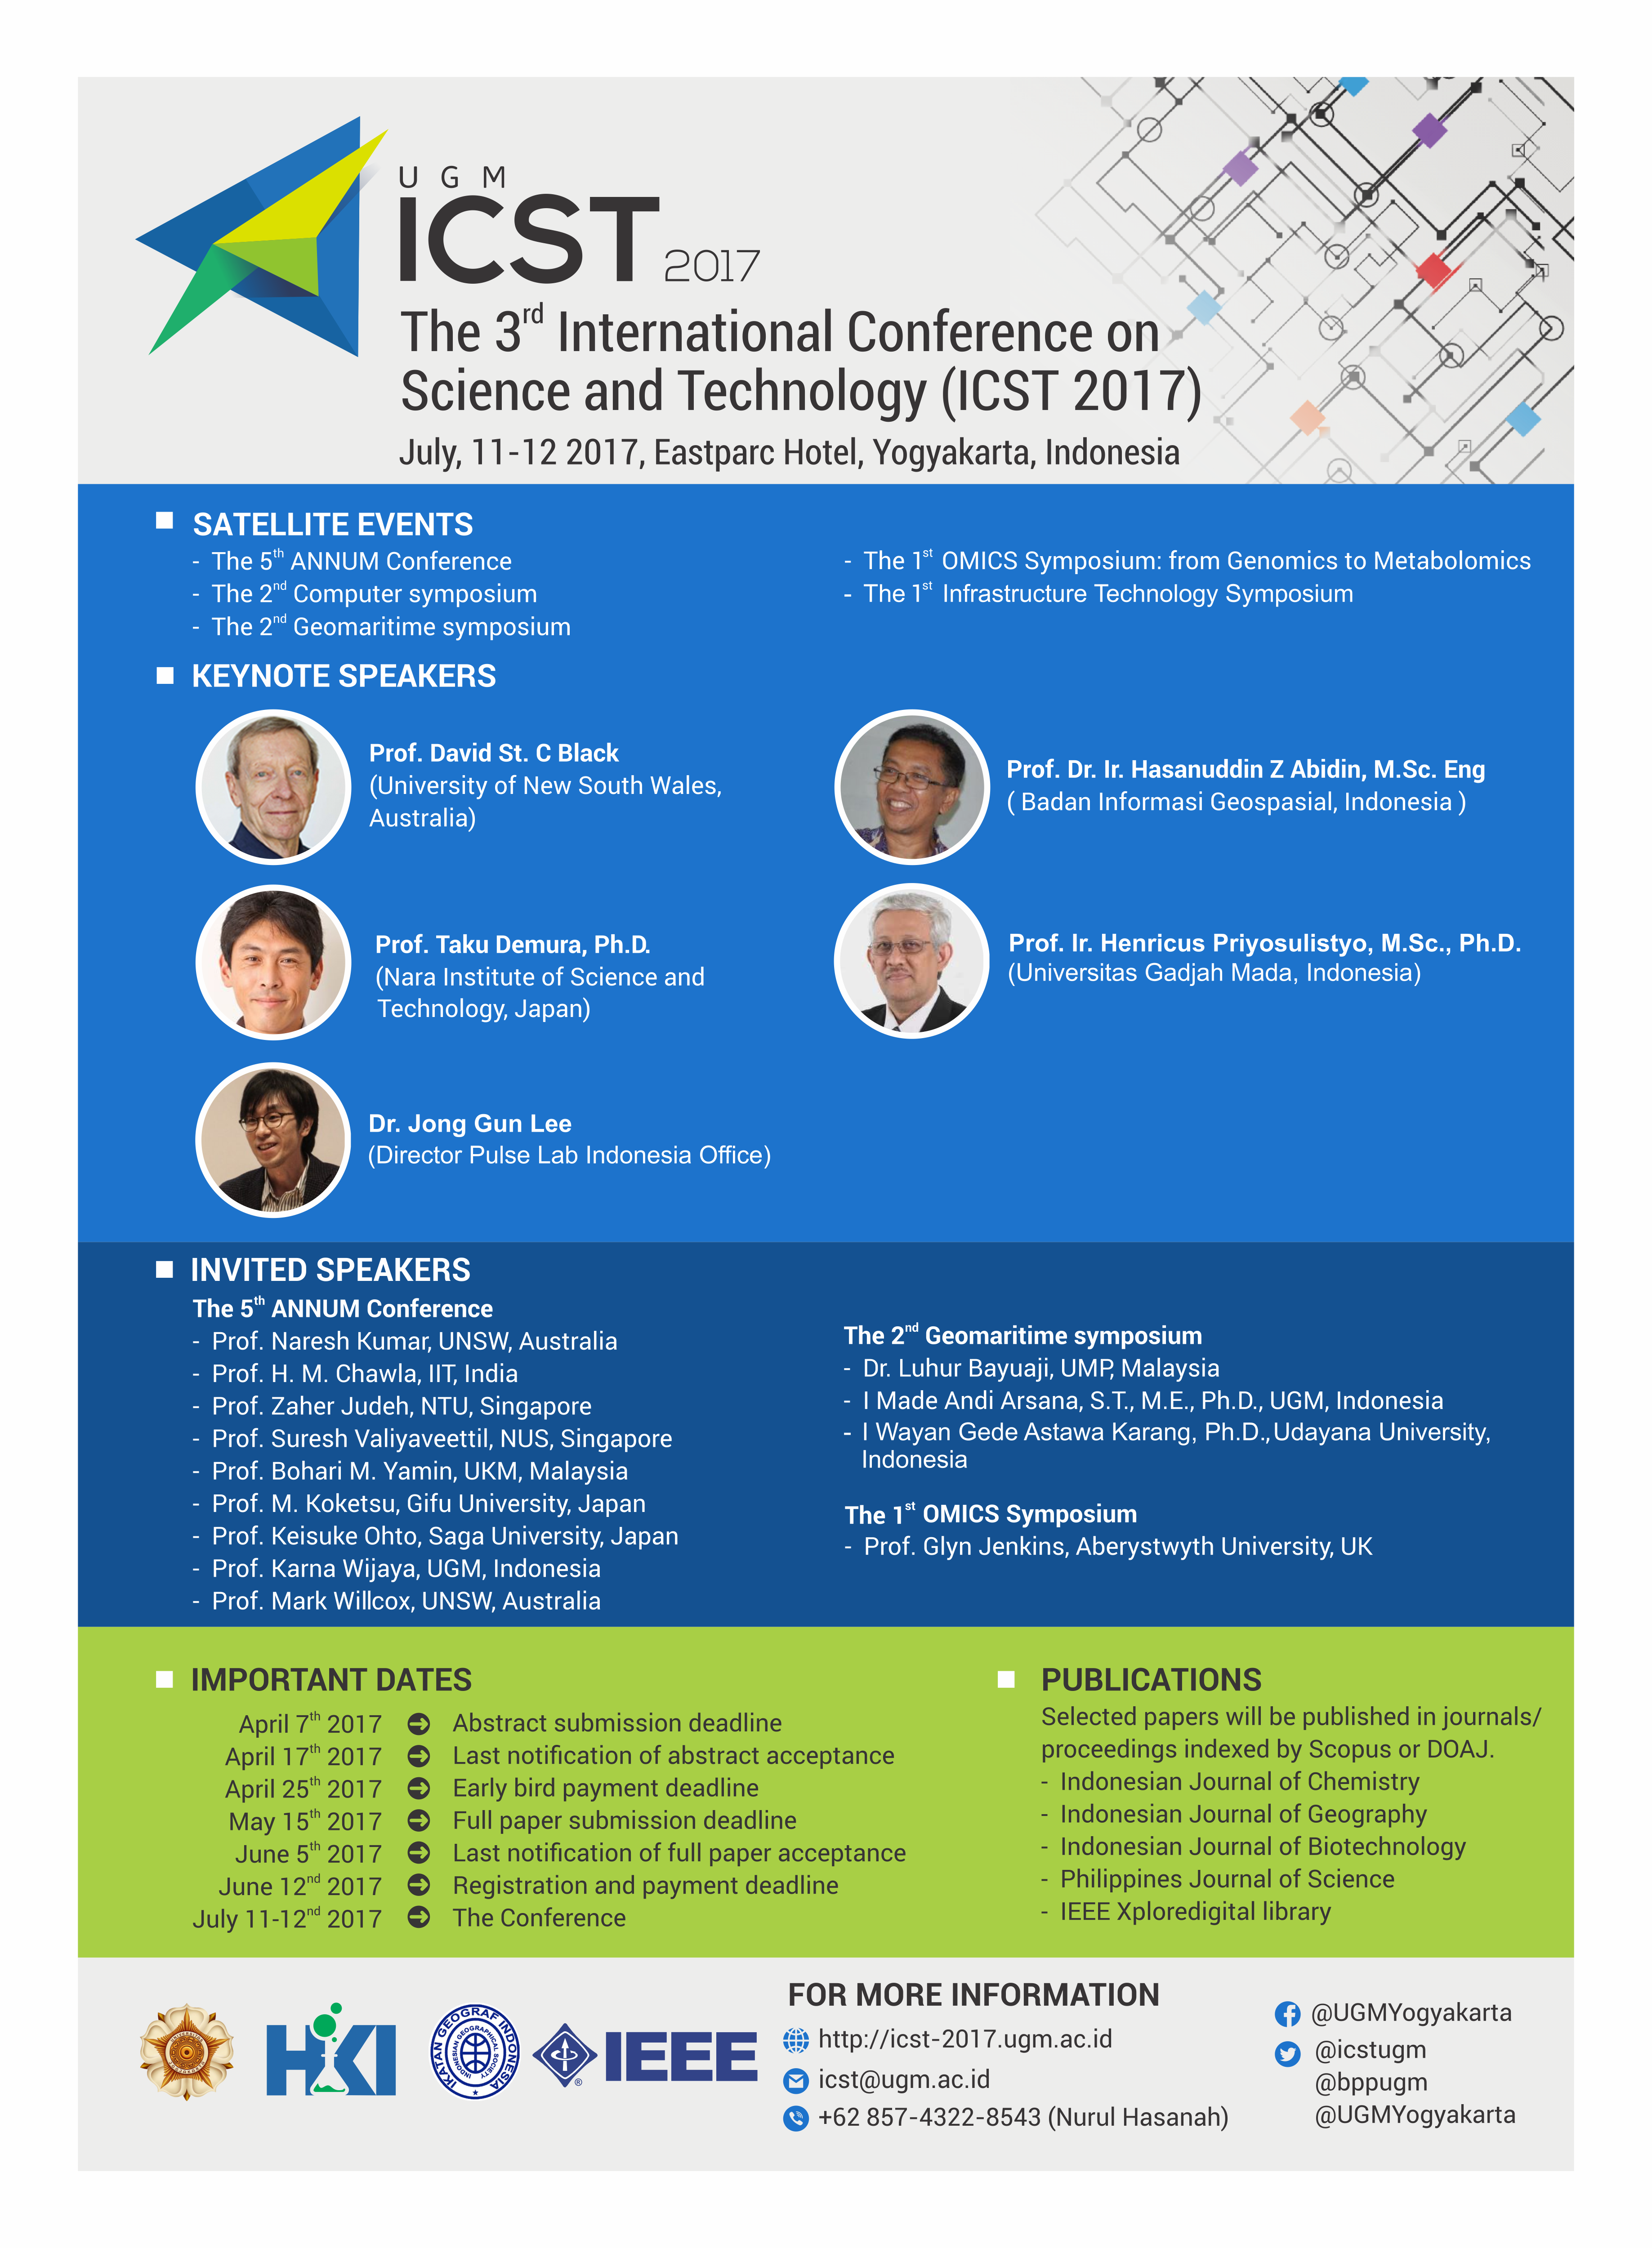 U G M
ICST 2017
The 3rd International Conference on
Science and Technology (ICST 2017)
July, 11-12 2017, Eastparc Hotel, Yogyakarta, Indonesia
SATELLITE EVENTS
- The 5th ANNUM Conference
- The 2nd Computer symposium
- The 2nd Geomaritime symposium
- The 1st OMICS Symposium: from Genomics to Metabolomics
- The 1st Infrastructure Technology Symposium
KEYNOTE SPEAKERS
Prof. David St. C Black
(University of New South Wales,
Australia)
Prof. Dr. Ir. Hasanuddin Z Abidin, M.Sc. Eng
( Badan Informasi Geospasial, Indonesia )
Prof. Taku Demura, Ph.D.
(Nara Institute of Science and
Technology, Japan)
Prof. Ir. Henricus Priyosulistyo, M.Sc., Ph.D.
(Universitas Gadjah Mada, Indonesia)
Dr. Jong Gun Lee
(Director Pulse Lab Indonesia Office)
INVITED SPEAKERS
The 5th ANNUM Conference
- Prof. Naresh Kumar, UNSW, Australia
- Prof. H. M. Chawla, IIT, India
- Prof. Zaher Judeh, NTU, Singapore
- Prof. Suresh Valiyaveettil, NUS, Singapore
- Prof. Bohari M. Yamin, UKM, Malaysia
- Prof. M. Koketsu, Gifu University, Japan
- Prof. Keisuke Ohto, Saga University, Japan
- Prof. Karna Wijaya, UGM, Indonesia
- Prof. Mark Willcox, UNSW, Australia
The 2nd Geomaritime symposium
- Dr. Luhur Bayuaji, UMP, Malaysia
- I Made Andi Arsana, S.T., M.E., Ph.D., UGM, Indonesia
- I Wayan Gede Astawa Karang, Ph.D., Udayana University,
Indonesia
The 1st OMICS Symposium
- Prof. Glyn Jenkins, Aberystwyth University, UK
IMPORTANT DATES
April 7th 2017 Abstract submission deadline
April 17th 2017 Last notification of abstract acceptance
April 25th 2017 Early bird payment deadline
May 15th 2017 Full paper submission deadline
June 5th 2017 Last notification of full paper acceptance
June 12nd 2017 Registration and payment deadline
July 11-12nd 2017 The Conference
PUBLICATIONS
Selected papers will be published in journals/
proceedings indexed by Scopus or DOAJ.
- Indonesian Journal of Chemistry
- Indonesian Journal of Geography
- Indonesian Journal of Biotechnology
- Philippines Journal of Science
- IEEE Xploredigital library
HKI
IKATAN GEOGRAF INDONESIA
INDONESIAN GEOGRAPHICAL SOCIETY
IEEE
®
FOR MORE INFORMATION
http://icst-2017.ugm.ac.id
icst@ugm.ac.id
+62 857-4322-8543 (Nurul Hasanah)
@UGMYogyakarta
@icstugm
@bppugm
@UGMYogyakarta